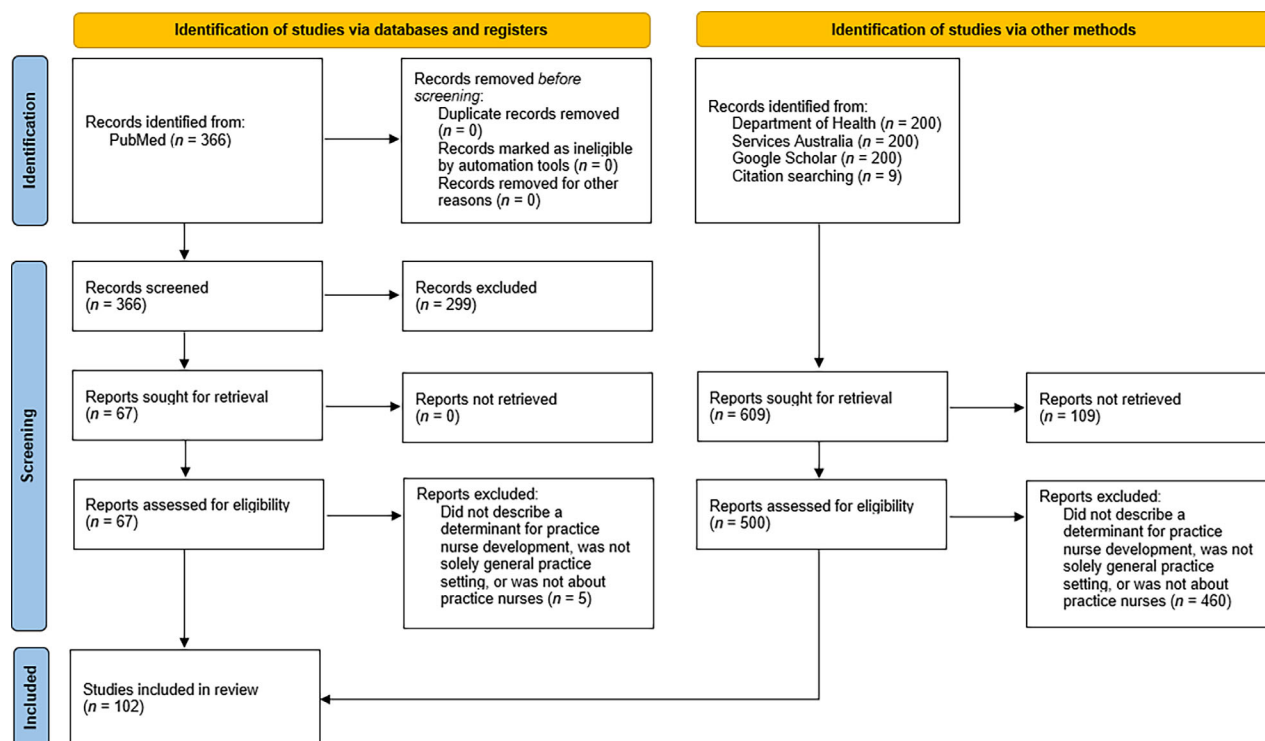 Identification of studies via databases and registers
Identification of studies via other methods
Identification
Records identified from:
PubMed (n = 366)
Records removed before
screening:
Duplicate records removed
(n = 0)
Records marked as ineligible
by automation tools (n = 0)
Records removed for other
reasons (n = 0)
Records identified from:
Department of Health (n = 200)
Services Australia (n = 200)
Google Scholar (n = 200)
Citation searching (n = 9)
Screening
Records screened
(n = 366)
Records excluded
(n = 299)
Reports sought for retrieval
(n = 67)
Reports not retrieved
(n = 0)
Reports sought for retrieval
(n = 609)
Reports not retrieved
(n = 109)
Reports assessed for eligibility
(n = 67)
Reports excluded:
Did not describe a
determinant for practice
nurse development, was not
solely general practice
setting, or was not about
practice nurses (n = 5)
Reports assessed for eligibility
(n = 500)
Reports excluded:
Did not describe a
determinant for practice
nurse development, was not
solely general practice
setting, or was not about
practice nurses (n = 460)
Included
Studies included in review
(n = 102)